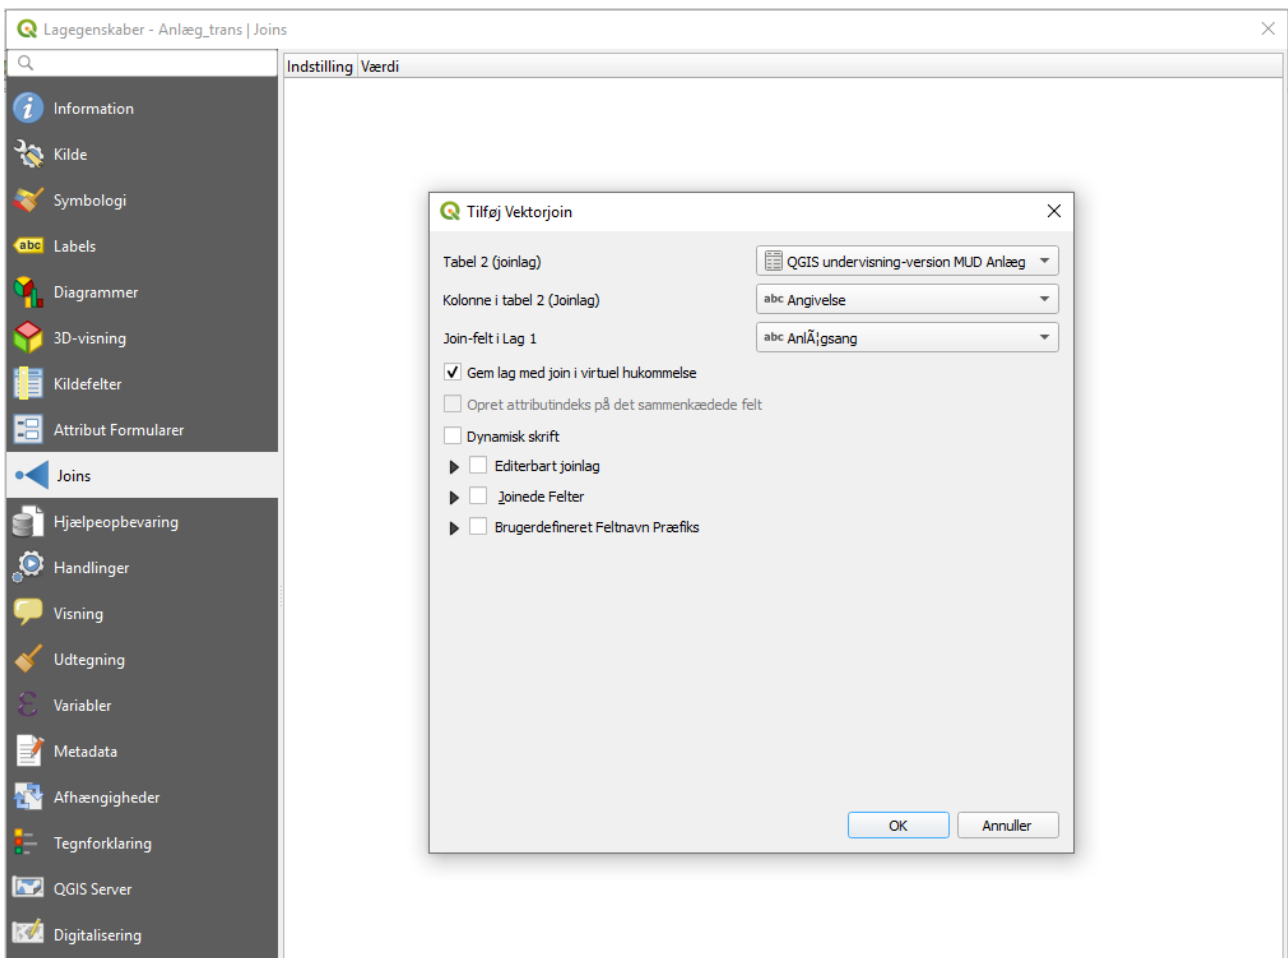 Lagegenskaber - Anlæg_trans | Joins
Indstilling Værdi
Information
Kilde
Symbologi
abc Labels
Diagrammer
3D-visning
Kildefelter
Attribut Formularer
Joins
Hjælpeopbevaring
Handlinger
Visning
Udtegning
Variabler
Metadata
Afhængigheder
Tegnforklaring
QGIS Server
Digitalisering
Tilføj Vektorjoin
Tabel 2 (joinlag) QGIS undervisning-version MUD Anlæg
Kolonne i tabel 2 (Joinlag) abc Angivelse
Join-felt i Lag 1 abc AnlÃ¦gsang
Gem lag med join i virtuel hukommelse
Opret attributindeks på det sammenkædede felt
Dynamisk skrift
Editerbart joinlag
Joinede Felter
Brugerdefineret Feltnavn Præfiks
OK Annuller